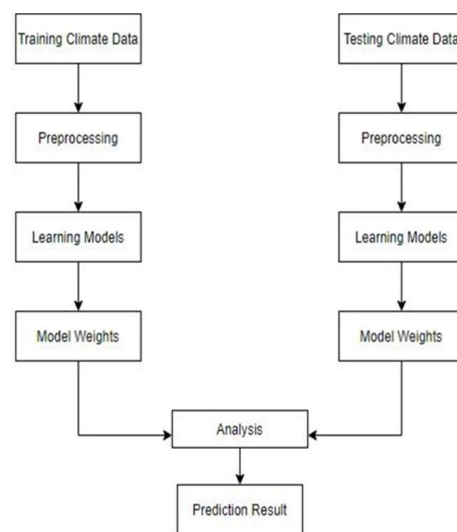 Training Climate Data
Testing Climate Data
Preprocessing
Preprocessing
Learning Models
Learning Models
Model Weights
Model Weights
Analysis
Prediction Result